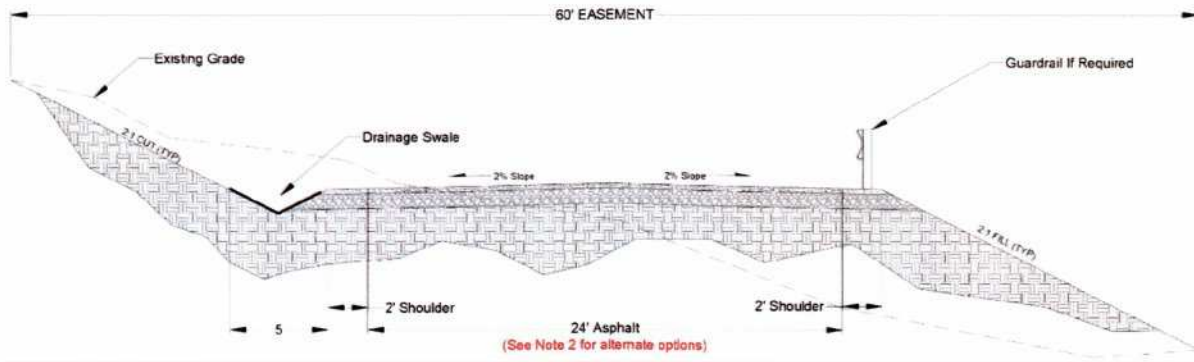 60' EASEMENT
Existing Grade
Guardrail If Required
2:1 CUT (TYP)
Drainage Swale
2% Slope
2% Slope
2:1 FILL (TYP)
2' Shoulder
2' Shoulder
5
24' Asphalt
(See Note 2 for alternate options)